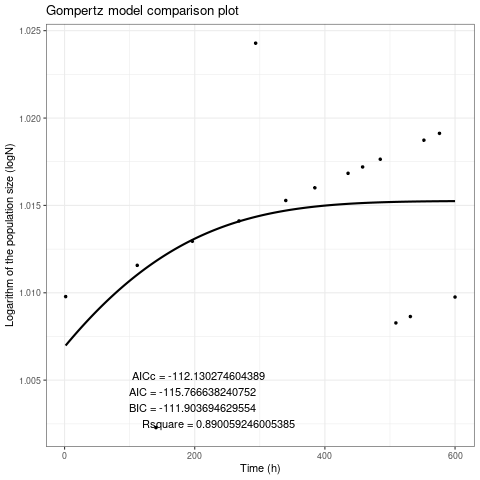 Gompertz model comparison plot
Logarithm of the population size (logN)
1.025
1.020
1.015
1.010
1.005
AICc = -112.130274604389
AIC = -115.766638240752
BIC = -111.903694629554
Rsquare = 0.890059246005385
0 200 400 600
Time (h)